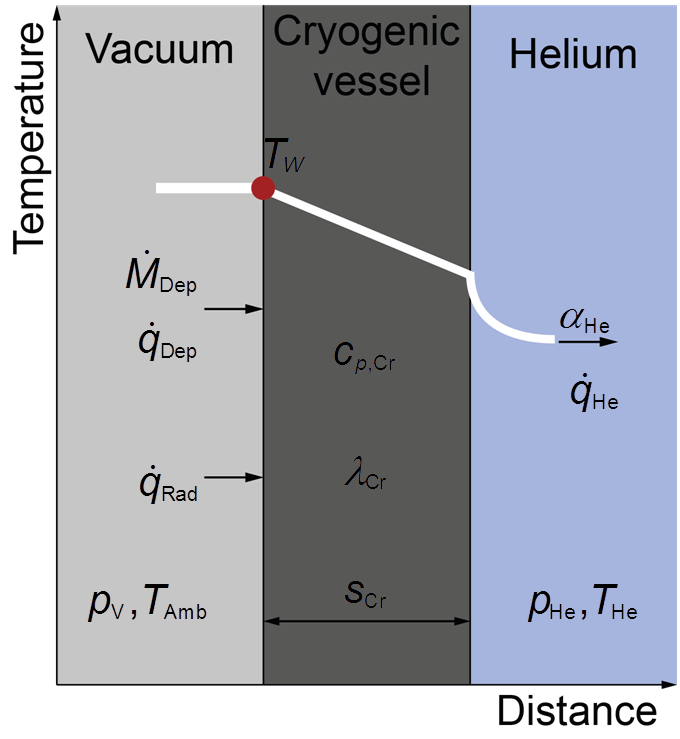 Temperature
Vacuum
Cryogenic
vessel
Helium
T_W
Ṁ_Dep
q̇_Dep
q̇_Rad
c_p,Cr
λ_Cr
s_Cr
α_He
q̇_He
p_V, T_Amb
p_He, T_He
Distance